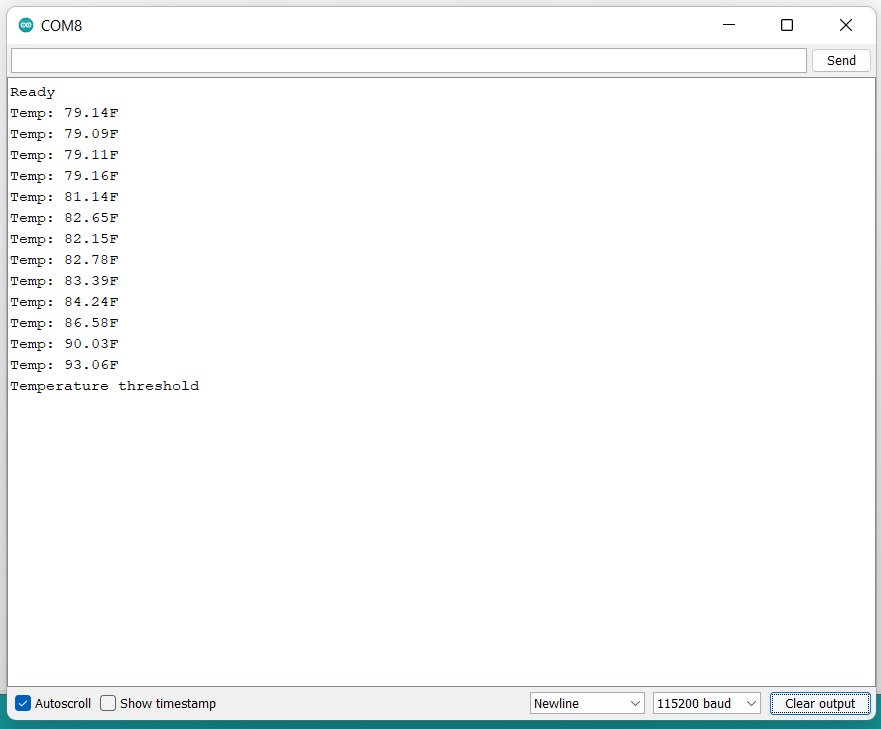 COM8
Send
Ready
Temp: 79.14F
Temp: 79.09F
Temp: 79.11F
Temp: 79.16F
Temp: 81.14F
Temp: 82.65F
Temp: 82.15F
Temp: 82.78F
Temp: 83.39F
Temp: 84.24F
Temp: 86.58F
Temp: 90.03F
Temp: 93.06F
Temperature threshold
Autoscroll Show timestamp Newline 115200 baud Clear output